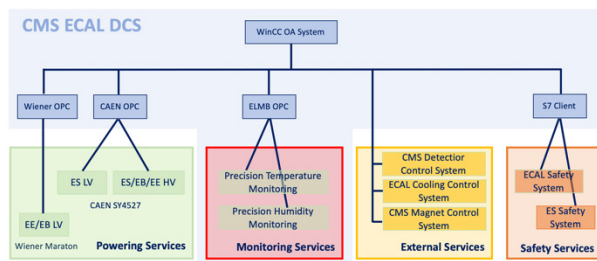 CMS ECAL DCS
WinCC OA System
Wiener OPC
CAEN OPC
ELMB OPC
S7 Client
ES LV
ES/EB/EE HV
CAEN SY4527
EE/EB LV
Wiener Maraton
Powering Services
Precision Temperature
Monitoring
Precision Humidity
Monitoring
Monitoring Services
CMS Detectior
Control System
ECAL Cooling Control
System
CMS Magnet Control
System
External Services
ECAL Safety
System
ES Safety
System
Safety Services